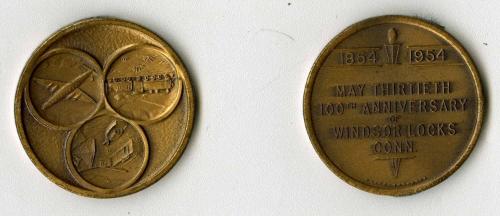 1854 1954
MAY THIRTIETH
100TH ANNIVERSARY
OF
WINDSOR LOCKS
CONN.